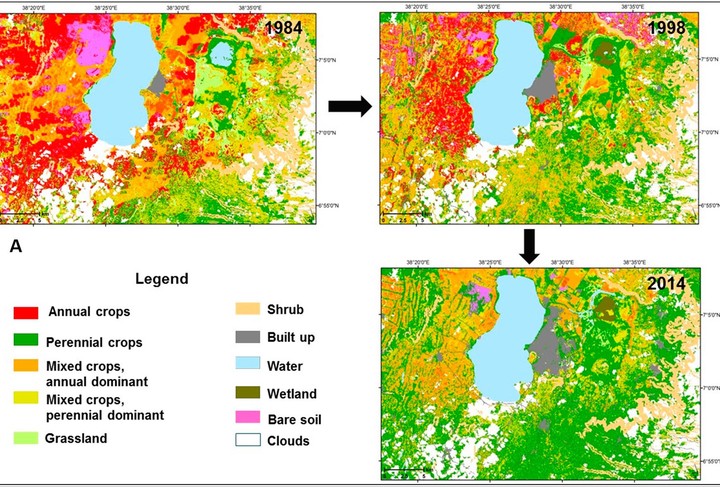 38°20'0"E 38°25'0"E 38°30'0"E 38°35'0"E
1984
7°5'0"N
7°0'0"N
6°55'0"N
38°20'0"E 38°25'0"E 38°30'0"E 38°35'0"E
1998
7°5'0"N
7°0'0"N
6°55'0"N
A
Legend
Annual crops
Perennial crops
Mixed crops,
annual dominant
Mixed crops,
perennial dominant
Grassland
Shrub
Built up
Water
Wetland
Bare soil
Clouds
38°20'0"E 38°25'0"E 38°30'0"E 38°35'0"E
2014
7°5'0"N
7°0'0"N
6°55'0"N